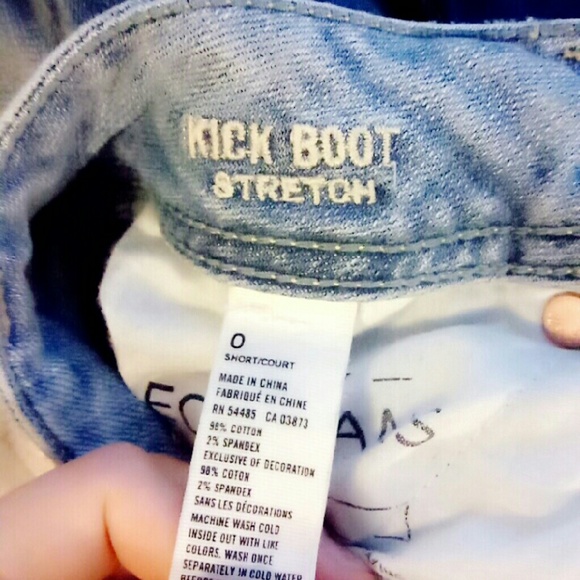 KICK BOOT
STRETCH
0
SHORT/COURT
MADE IN CHINA
FABRIQUÉ EN CHINE
RN 54485 CA 03873
98% COTTON
2% SPANDEX
EXCLUSIVE OF DECORATION
98% COTON
2% SPANDEX
SANS LES DÉCORATIONS
MACHINE WASH COLD
INSIDE OUT WITH LIKE
COLORS. WASH ONCE
SEPARATELY IN COLD WATER